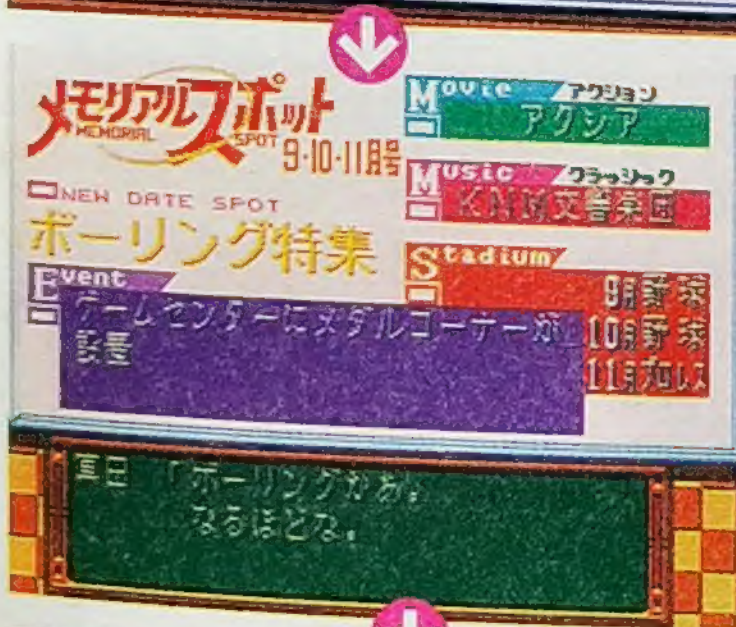 メモリアルスポット
MEMORIAL SPOT
9・10・11月号
NEW DATE SPOT
ボーリング特集
Event
ゲームセンターにメダルコーナーが
設置
Movie アクション
アクシア
Music クラッシック
KNM交響楽団
Stadium
9月野球
10月野球
11月プロレス
「ボーリングかあ。
なるほどな。